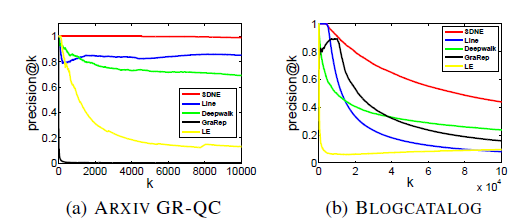 precision@k
1
0.8
0.6
0.4
0.2
0
0 2000 4000 6000 8000 10000
k
SDNE
Line
Deepwalk
GraRep
LE
(a) ARXIV GR-QC
precision@k
1
0.8
0.6
0.4
0.2
0
0 2 4 6 8 10
k
x 10^4
SDNE
Line
Deepwalk
GraRep
LE
(b) BLOGCATALOG